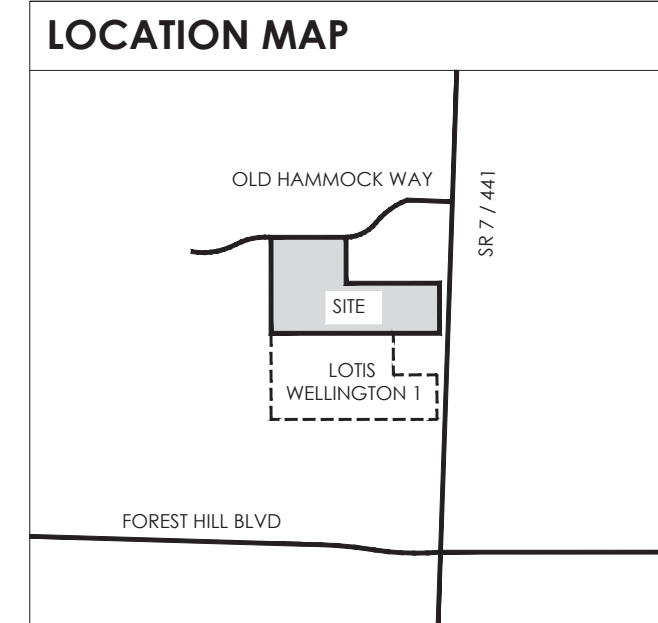 LOCATION MAP
OLD HAMMOCK WAY
SR 7 / 441
SITE
LOTIS
WELLINGTON 1
FOREST HILL BLVD